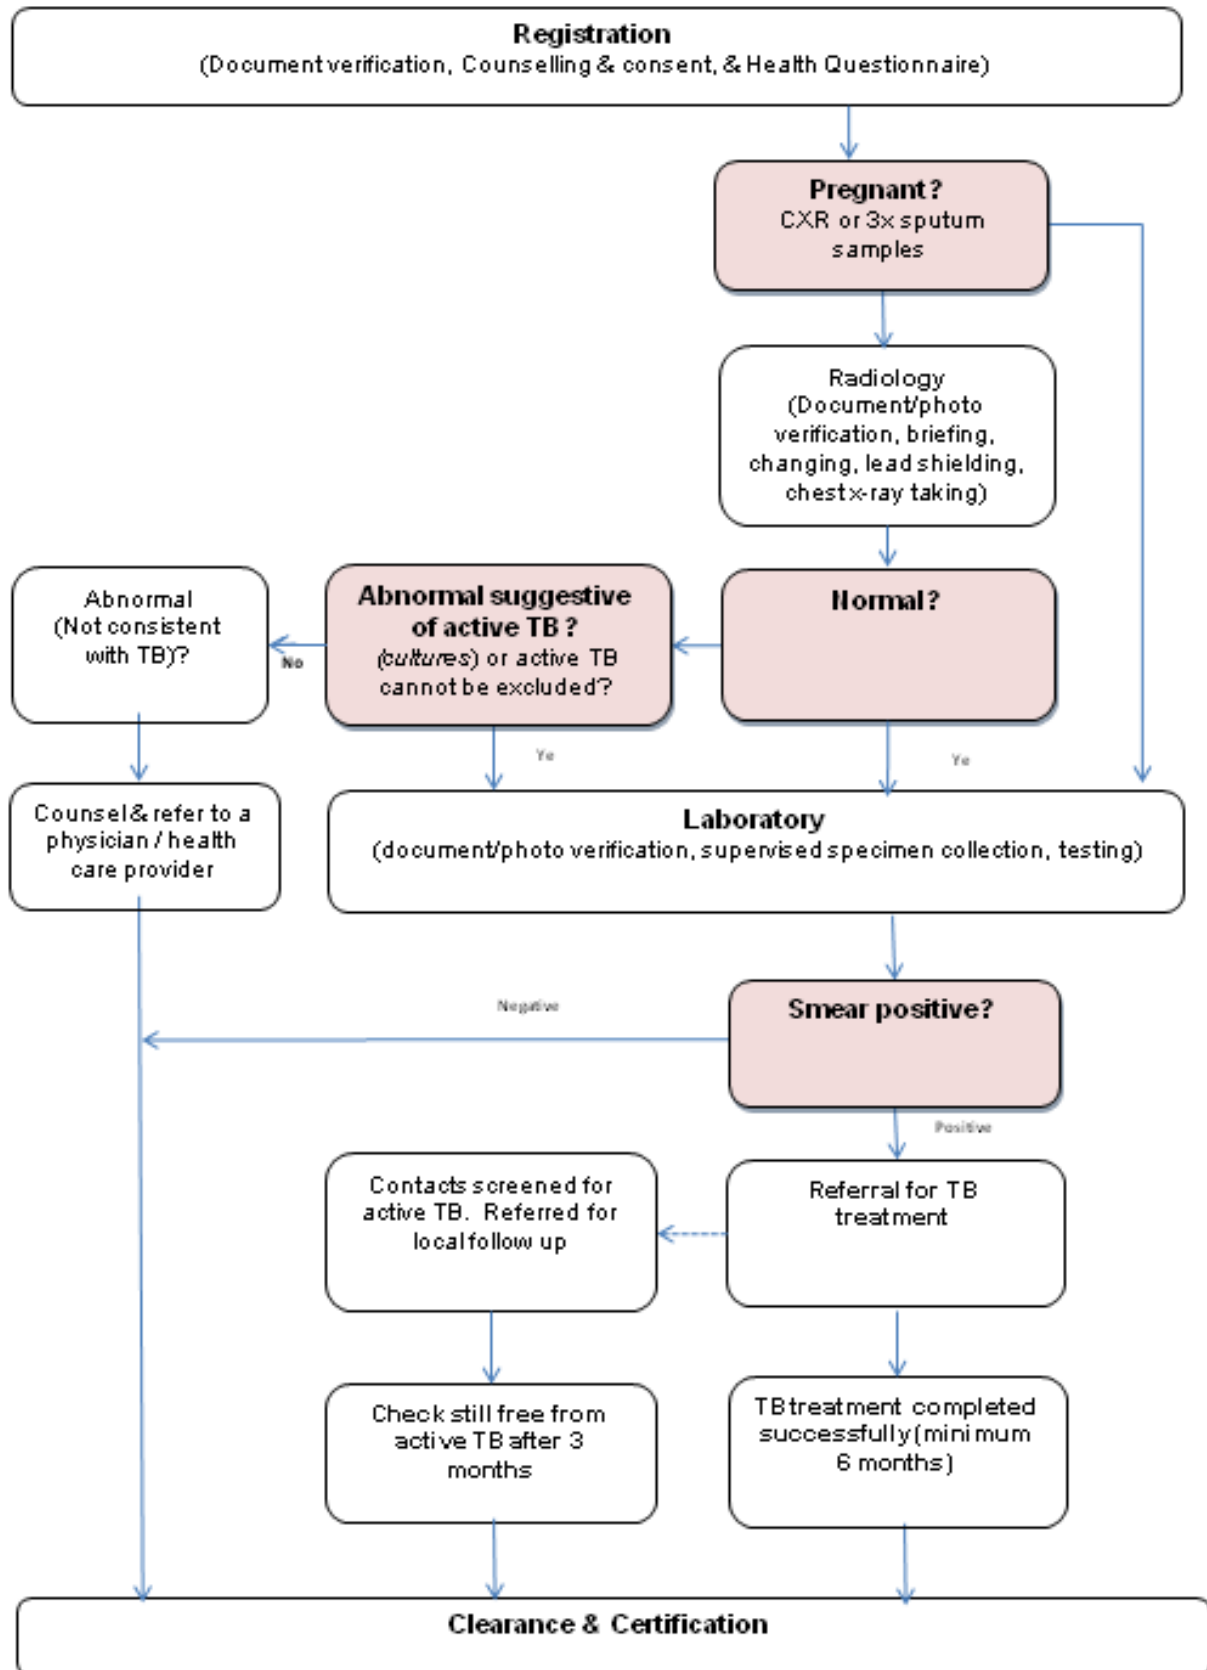 Registration
(Document verification, Counselling & consent, & Health Questionnaire)
Pregnant?
CXR or 3x sputum
samples
Radiology
(Document/photo
verification, briefing,
changing, lead shielding,
chest x-ray taking)
Normal?
Abnormal suggestive
of active TB?
(cultures) or active TB
cannot be excluded?
Abnormal
(Not consistent
with TB)?
No
Ye
Ye
Counsel & refer to a
physician / health
care provider
Laboratory
(document/photo verification, supervised specimen collection, testing)
Smear positive?
Negative
Positive
Contacts screened for
active TB. Referred for
local follow up
Referral for TB
treatment
Check still free from
active TB after 3
months
TB treatment completed
successfully (minimum
6 months)
Clearance & Certification